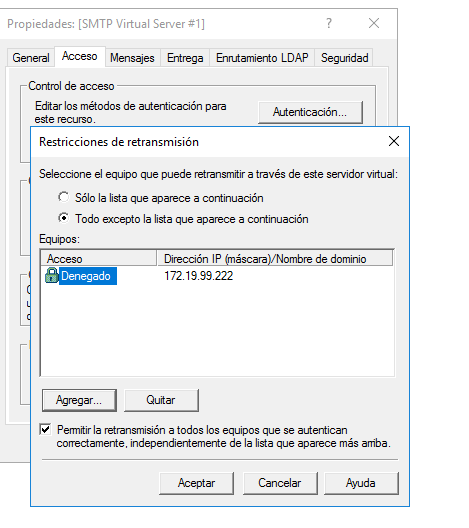 Propiedades: [SMTP Virtual Server #1]
General Acceso Mensajes Entrega Enrutamiento LDAP Seguridad
Control de acceso
Editar los métodos de autenticación para
este recurso.
Autenticación...
Restricciones de retransmisión
Seleccione el equipo que puede retransmitir a través de este servidor virtual:
Sólo la lista que aparece a continuación
Todo excepto la lista que aparece a continuación
Equipos:
Acceso Dirección IP (máscara)/Nombre de dominio
Denegado 172.19.99.222
Agregar... Quitar
Permitir la retransmisión a todos los equipos que se autentican
correctamente, independientemente de la lista que aparece más arriba.
Aceptar Cancelar Ayuda